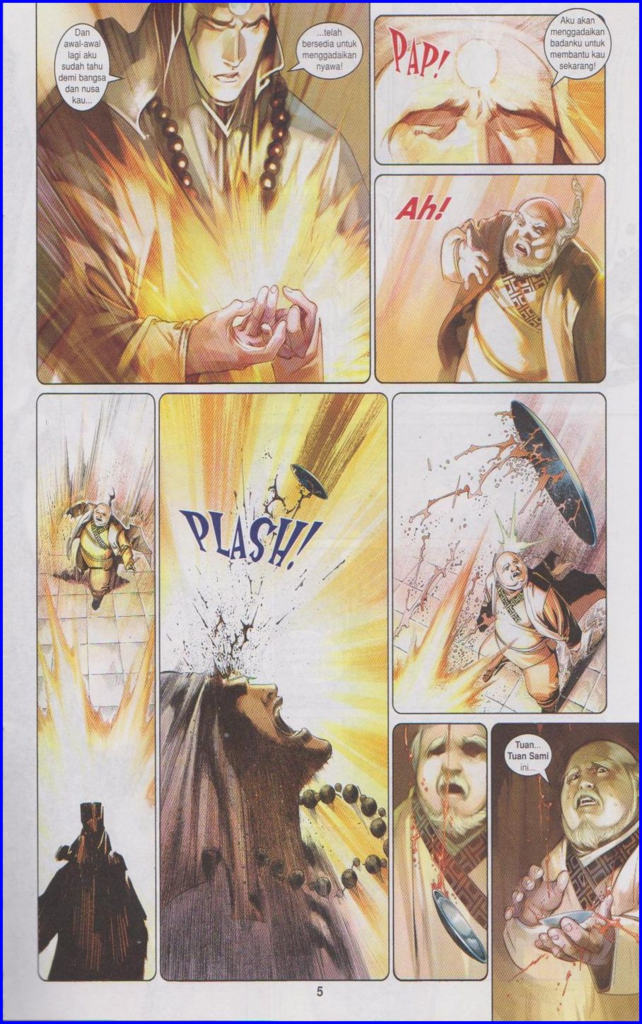 Dan
awal-awal
lagi aku
sudah tahu
demi bangsa
dan nusa
kau...
...telah
bersedia untuk
menggadaikan
nyawa!
PAP!
Aku akan
menggadaikan
badanku untuk
membantu kau
sekarang!
Ah!
PLASH!
Tuan...
Tuan Sami
ini...
5